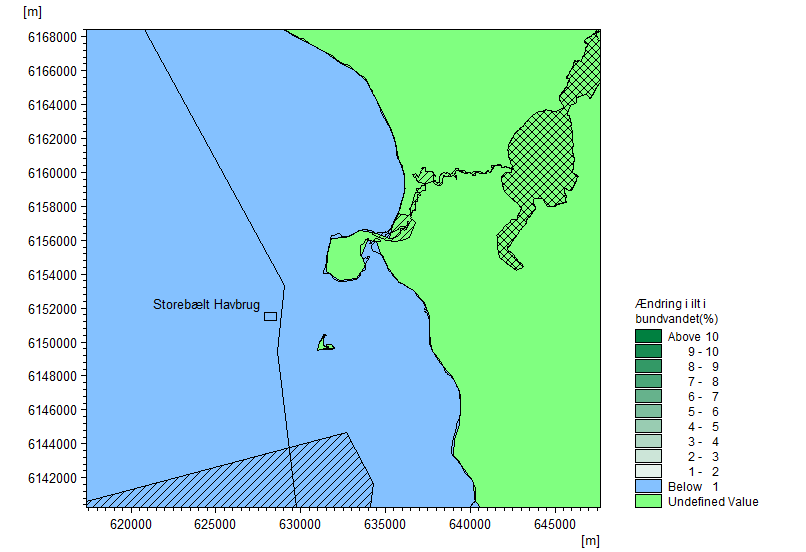 [m]
6168000
6166000
6164000
6162000
6160000
6158000
6156000
6154000
6152000
6150000
6148000
6146000
6144000
6142000
Storebælt Havbrug
620000 625000 630000 635000 640000 645000
[m]
Ændring i ilt i
bundvandet(%)
Above 10
9 - 10
8 - 9
7 - 8
6 - 7
5 - 6
4 - 5
3 - 4
2 - 3
1 - 2
Below 1
Undefined Value